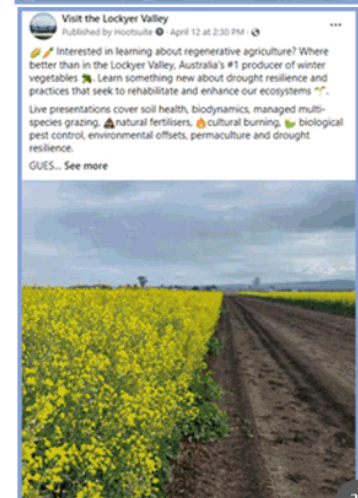 Visit the Lockyer Valley
Published by Hootsuite · April 12 at 2:30 PM ·
🌽🥕 Interested in learning about regenerative agriculture? Where
better than in the Lockyer Valley, Australia's #1 producer of winter
vegetables 🥦. Learn something new about drought resilience and
practices that seek to rehabilitate and enhance our ecosystems 🌱.
Live presentations cover soil health, biodynamics, managed multi-
species grazing, 💩natural fertilisers, 🔥cultural burning, 🐛 biological
pest control, environmental offsets, permaculture and drought
resilience.
GUES... See more